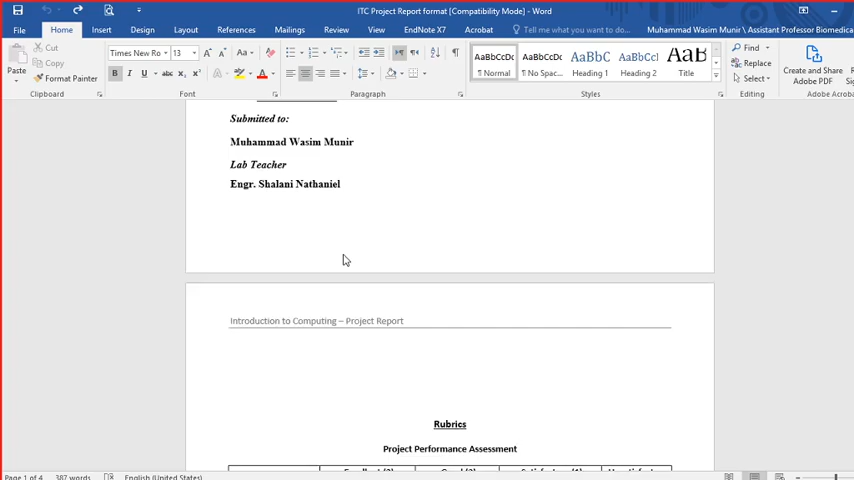 ITC Project Report format [Compatibility Mode] - Word
File Home Insert Design Layout References Mailings Review View EndNote X7 Acrobat Tell me what you want to do... Muhammad Wasim Munir \ Assistant Professor Biomedica
Paste
Cut
Copy
Format Painter
Clipboard
Times New Ro 13
Font
Paragraph
AaBbCcDc AaBbCcDc AaBbC AaBbCcI AaB
¶ Normal ¶ No Spac... Heading 1 Heading 2 Title
Styles
Find
Replace
Select
Editing
Create and Share
Adobe PDF
Adobe Acroba
Submitted to:
Muhammad Wasim Munir
Lab Teacher
Engr. Shalani Nathaniel
Introduction to Computing – Project Report
Rubrics
Project Performance Assessment
Page 1 of 4 387 words English (United States)